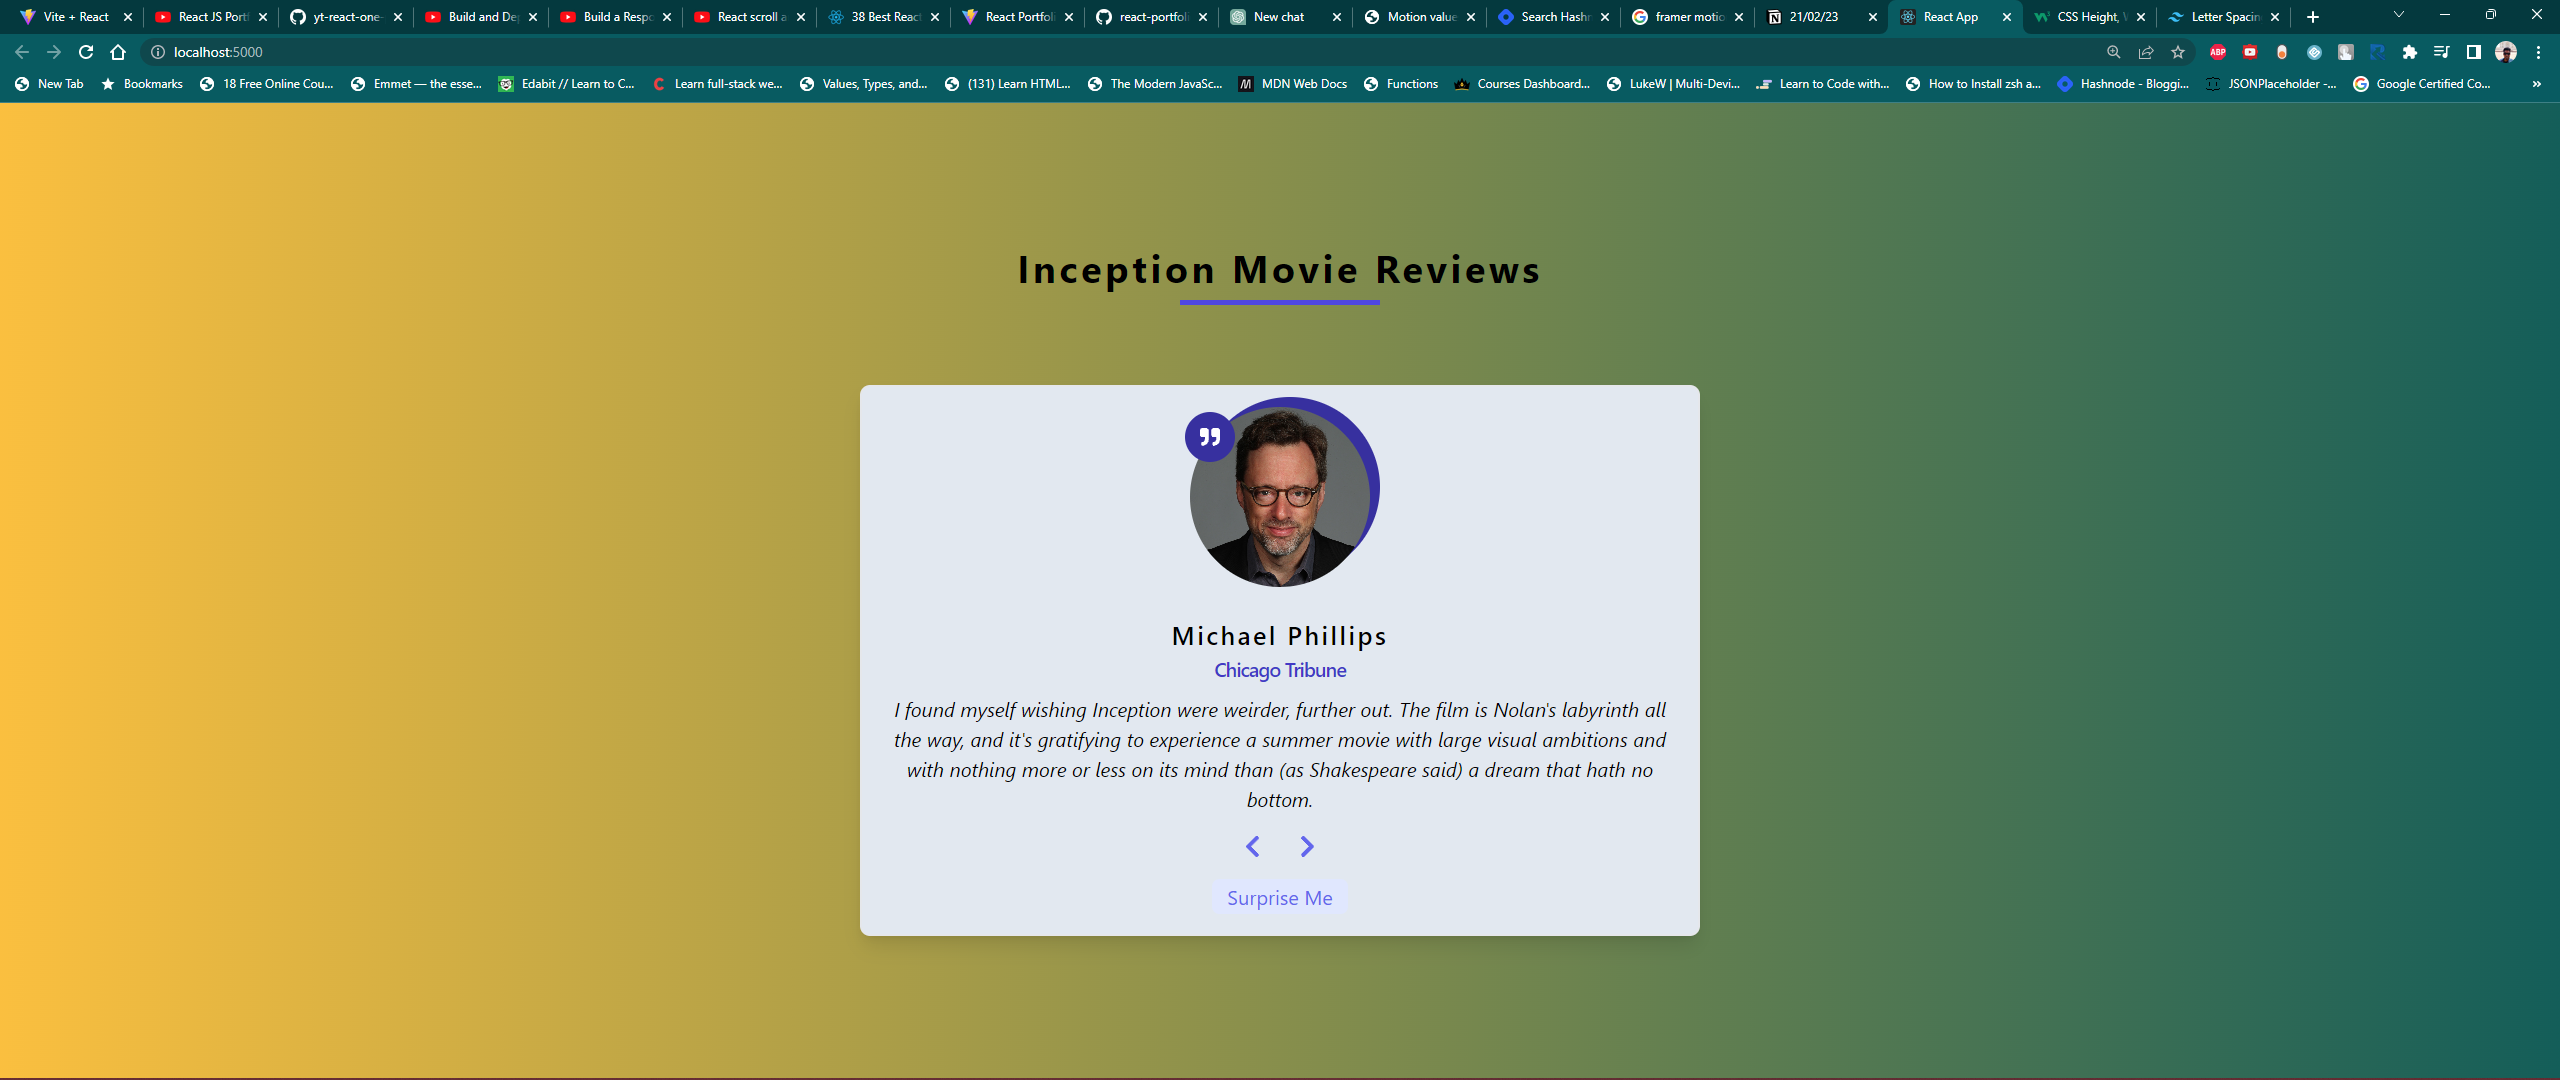 Vite + React
React JS Portf
yt-react-one-
Build and De
Build a Respo
React scroll a
38 Best React
React Portfoli
react-portfoli
New chat
Motion value
Search Hashn
framer motio
21/02/23
React App
CSS Height, W
Letter Spacin
localhost:5000
ABP
New Tab
Bookmarks
18 Free Online Cou...
Emmet — the esse...
Edabit // Learn to C...
Learn full-stack we...
Values, Types, and...
(131) Learn HTML...
The Modern JavaSc...
MDN Web Docs
Functions
Courses Dashboard...
LukeW | Multi-Devi...
Learn to Code with...
How to Install zsh a...
Hashnode - Bloggi...
JSONPlaceholder -...
Google Certified Co...
»
Inception Movie Reviews
Michael Phillips
Chicago Tribune
I found myself wishing Inception were weirder, further out. The film is Nolan's labyrinth all
the way, and it's gratifying to experience a summer movie with large visual ambitions and
with nothing more or less on its mind than (as Shakespeare said) a dream that hath no
bottom.
Surprise Me